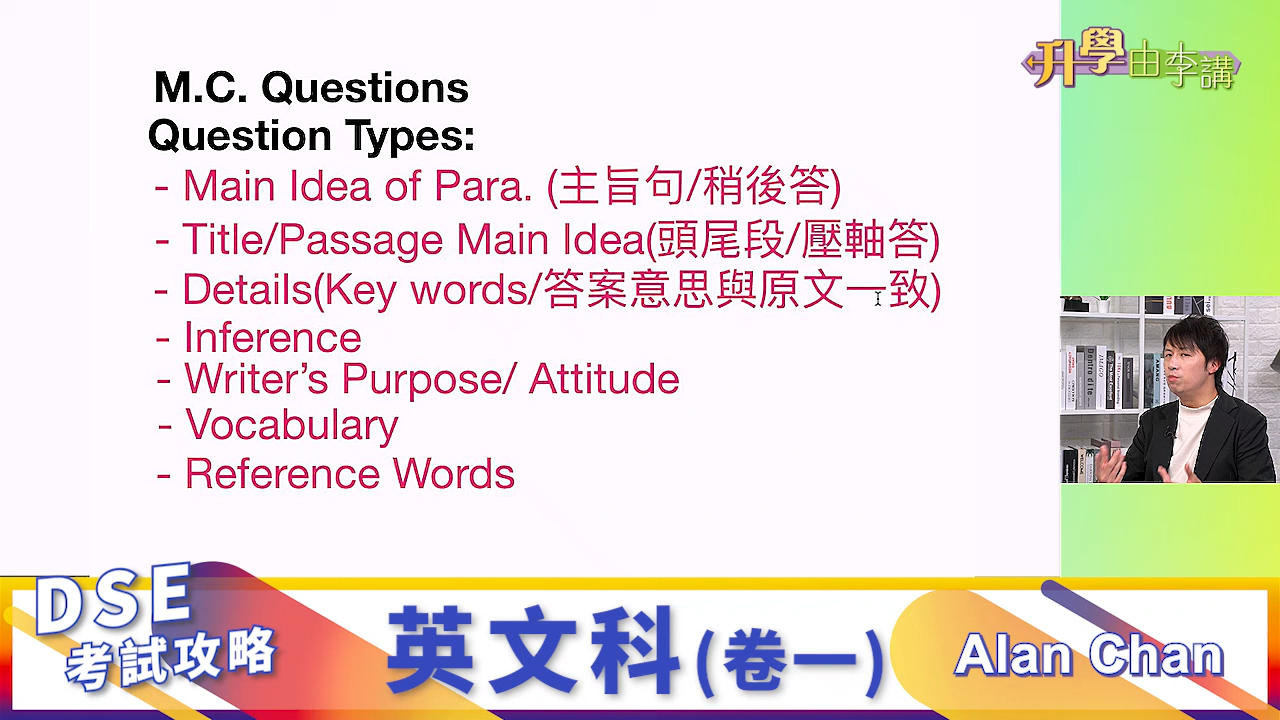 M.C. Questions
升學由李講
Question Types:
- Main Idea of Para. (主旨句/稍後答)
- Title/Passage Main Idea(頭尾段/壓軸答)
- Details(Key words/答案意思與原文一致)
- Inference
- Writer's Purpose/ Attitude
- Vocabulary
- Reference Words
DSE
考試攻略
英文科(卷一)
Alan Chan